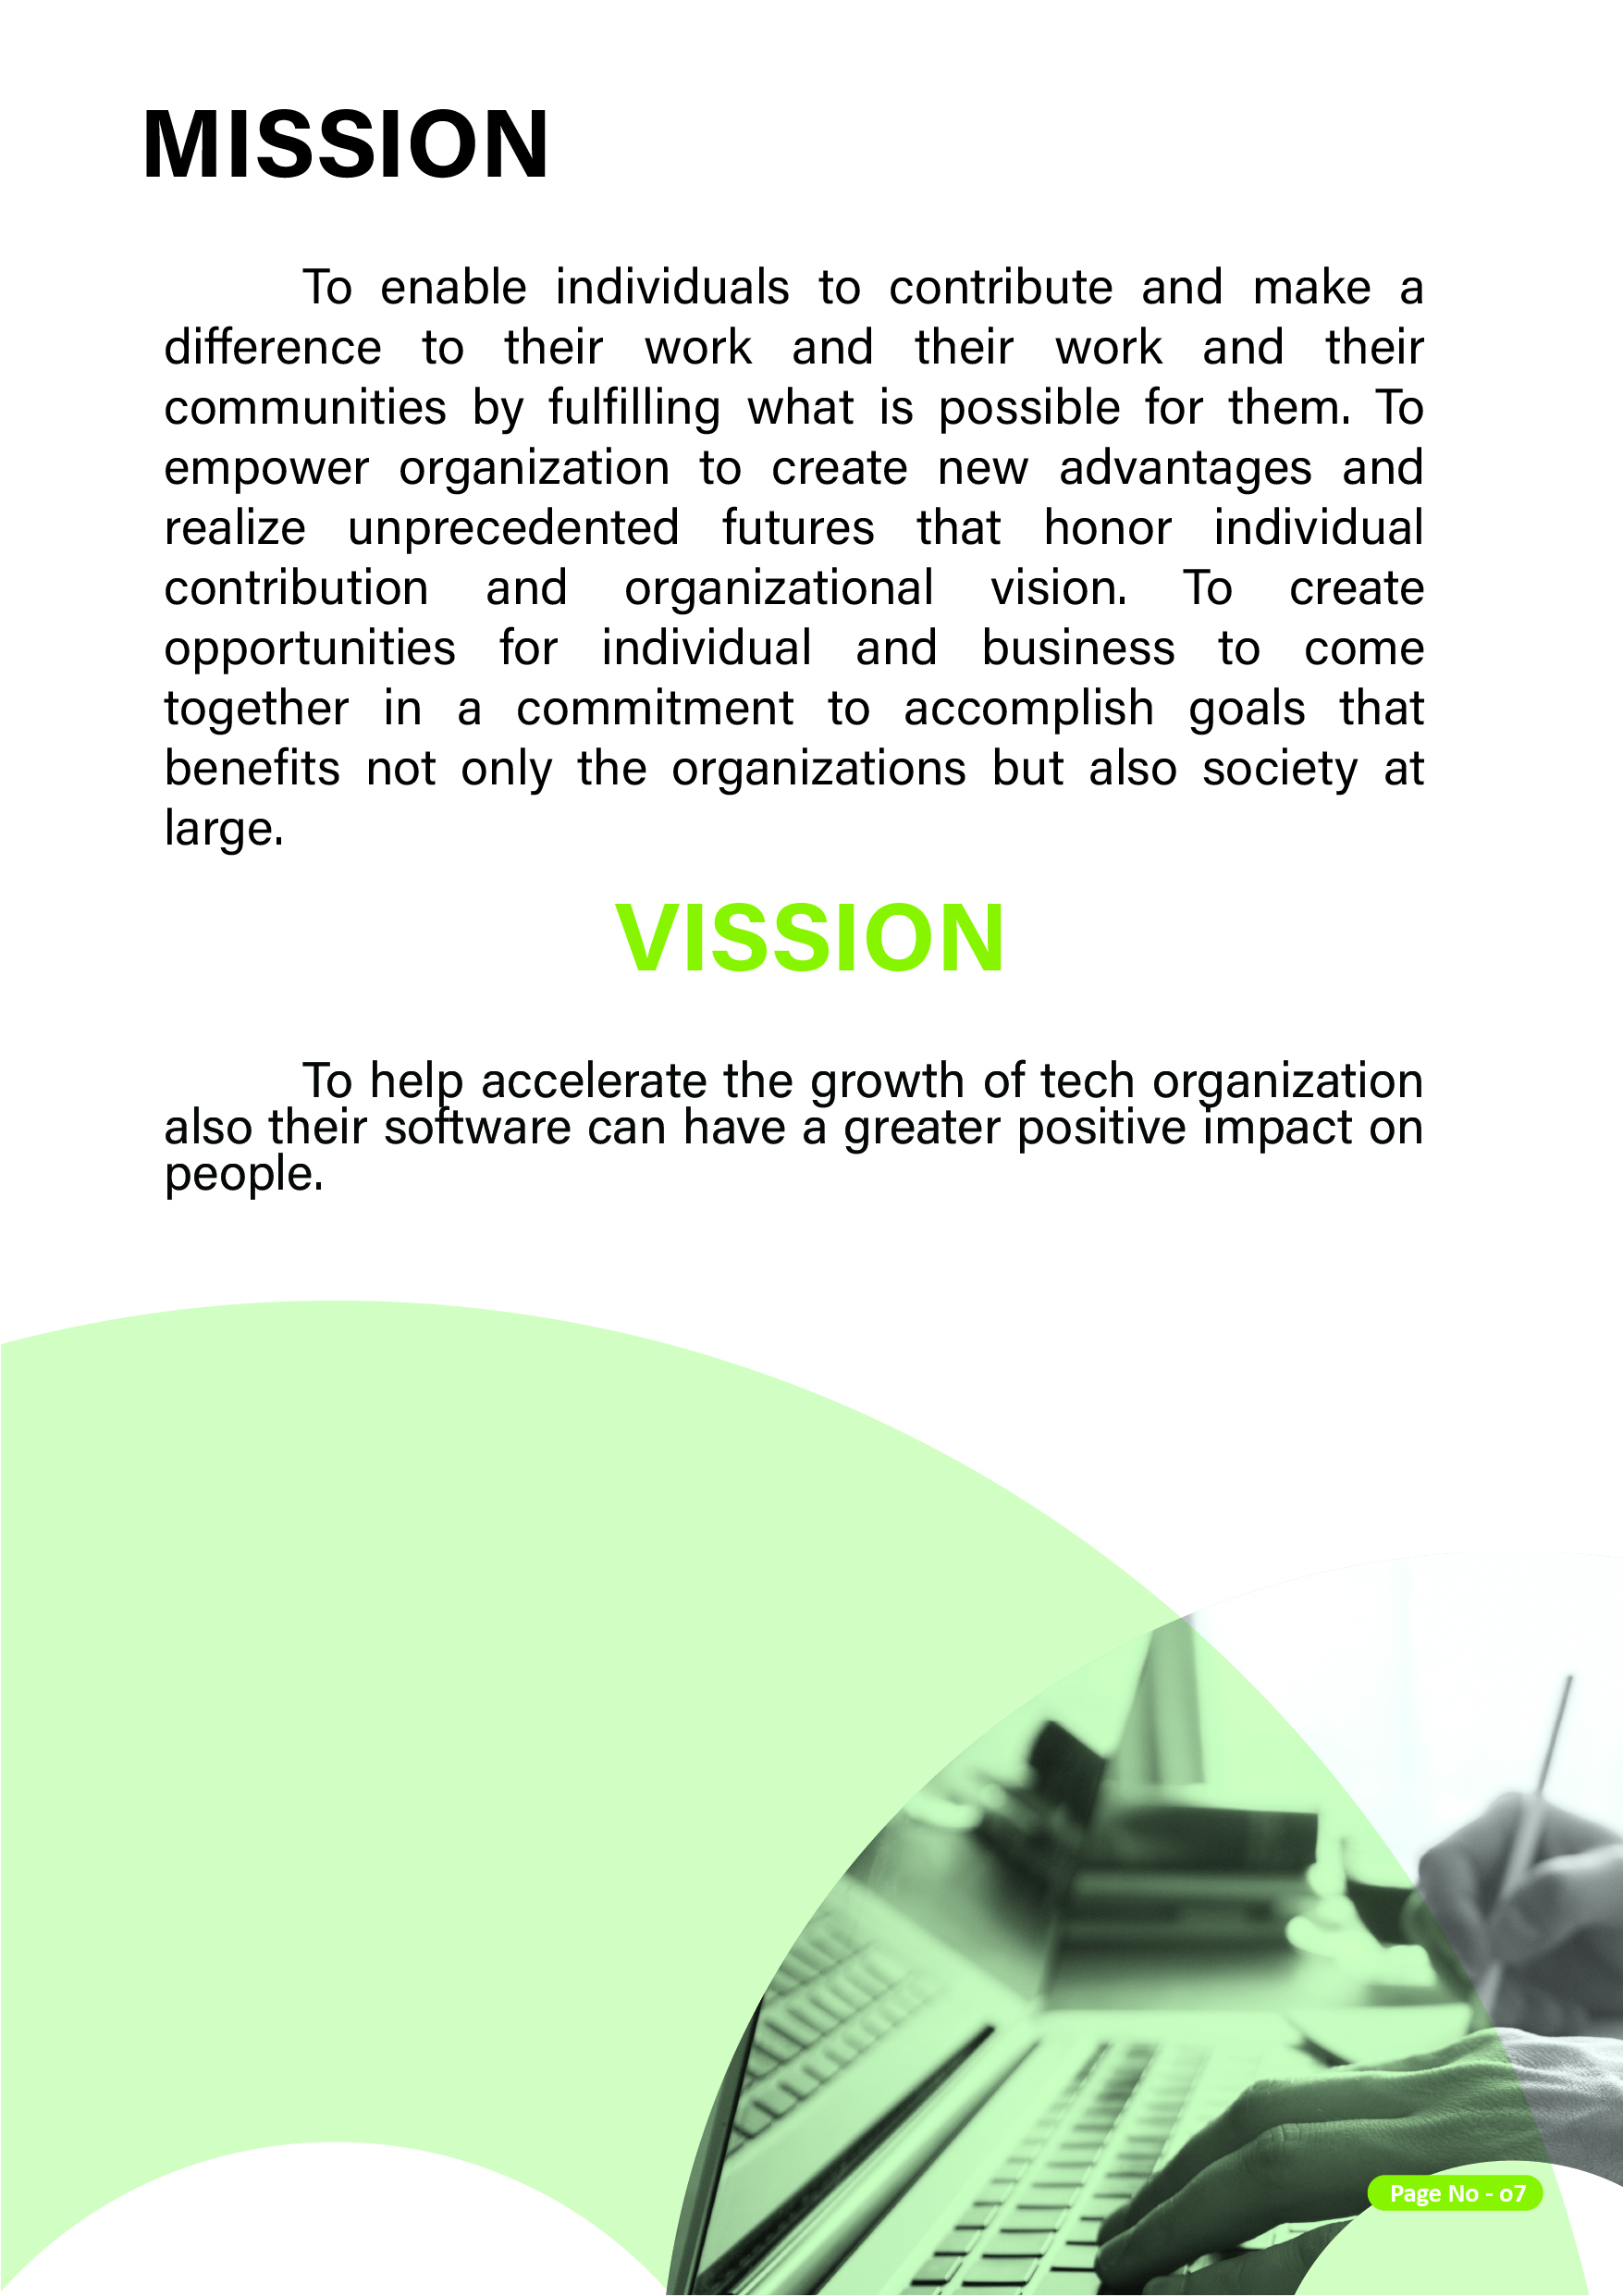 MISSION
To enable individuals to contribute and make a
difference to their work and their work and their
communities by fulfilling what is possible for them. To
empower organization to create new advantages and
realize unprecedented futures that honor individual
contribution and organizational vision. To create
opportunities for individual and business to come
together in a commitment to accomplish goals that
benefits not only the organizations but also society at
large.
VISSION
To help accelerate the growth of tech organization
also their software can have a greater positive impact on
people.
Page No - o7